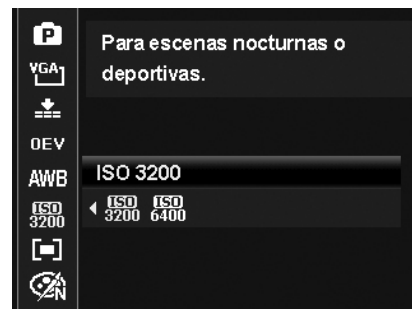 P
Para escenas nocturnas o
deportivas.
VGA
0EV
AWB
ISO 3200
ISO
3200
ISO
3200
ISO
6400
N